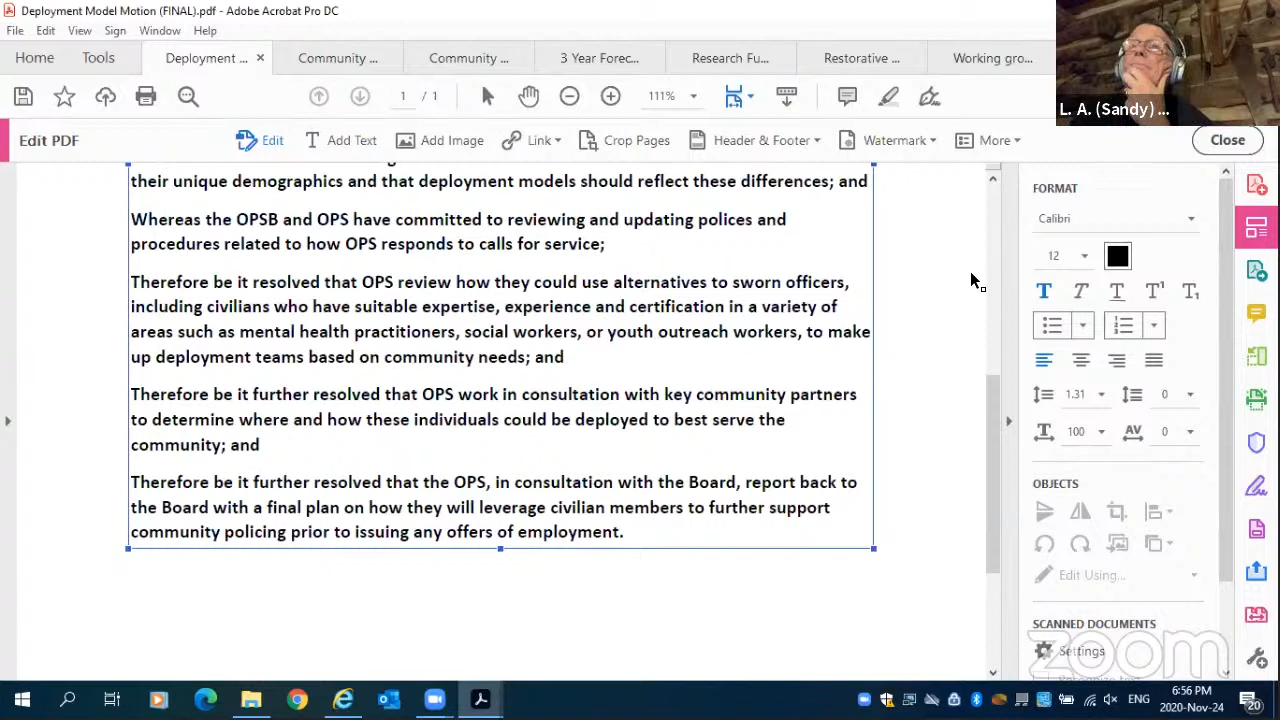 Deployment Model Motion (FINAL).pdf - Adobe Acrobat Pro DC
File Edit View Sign Window Help
Home Tools Deployment ... × Community ... Community ... 3 Year Forec... Research Fu... Restorative ... Working gro...
1 / 1 111%
L. A. (Sandy) ...
Edit PDF Edit Add Text Add Image Link Crop Pages Header & Footer Watermark More Close
their unique demographics and that deployment models should reflect these differences; and
Whereas the OPSB and OPS have committed to reviewing and updating polices and
procedures related to how OPS responds to calls for service;
Therefore be it resolved that OPS review how they could use alternatives to sworn officers,
including civilians who have suitable expertise, experience and certification in a variety of
areas such as mental health practitioners, social workers, or youth outreach workers, to make
up deployment teams based on community needs; and
Therefore be it further resolved that OPS work in consultation with key community partners
to determine where and how these individuals could be deployed to best serve the
community; and
Therefore be it further resolved that the OPS, in consultation with the Board, report back to
the Board with a final plan on how they will leverage civilian members to further support
community policing prior to issuing any offers of employment.
FORMAT
Calibri
12
T T T T¹ T₁
1.31 0
100 AV 0
OBJECTS
Edit Using...
SCANNED DOCUMENTS
Settings
zoom
ENG 6:56 PM
2020-Nov-24
20